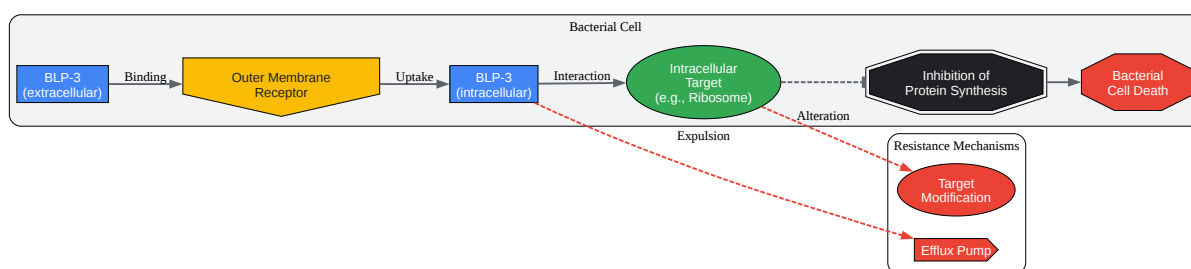 Bacterial Cell
BLP-3
(extracellular)
Binding
Outer Membrane
Receptor
Uptake
BLP-3
(intracellular)
Interaction
Intracellular
Target
(e.g., Ribosome)
Inhibition of
Protein Synthesis
Bacterial
Cell Death
Expulsion
Alteration
Resistance Mechanisms
Target
Modification
Efflux Pump